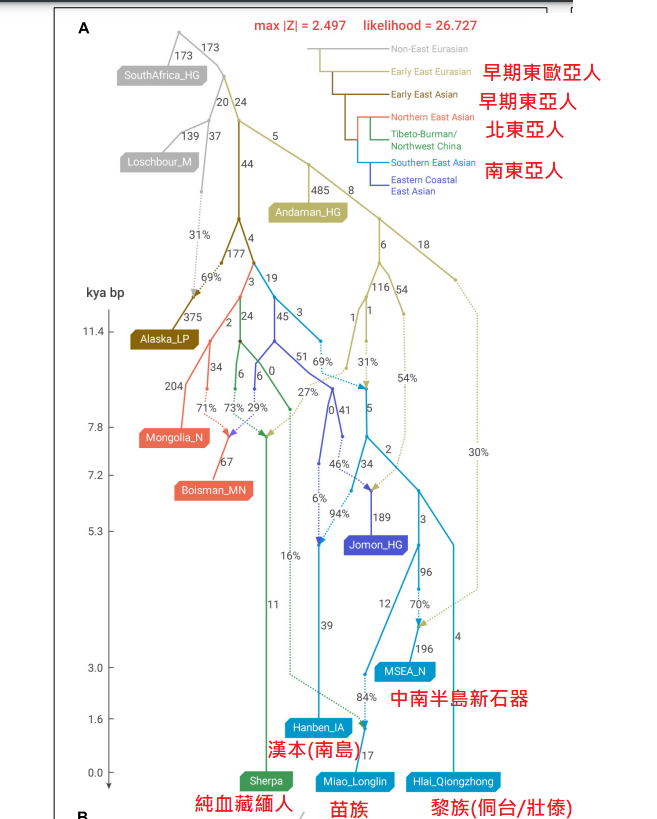 A
max |Z| = 2.497 likelihood = 26.727
173
173
SouthAfrica_HG
20
24
139
37
Loschbour_M
5
44
485
8
Andaman_HG
31%
4
177
69%
375
Alaska_LP
6
18
116
54
1
1
3
19
2
24
45
3
34
6
6
0
51
69%
31%
54%
204
71%
73%
29%
27%
0
41
5
Mongolia_N
67
Boisman_MN
46%
34
2
30%
6%
94%
189
Jomon_HG
3
16%
96
11
39
12
70%
4
196
MSEA_N
84%
Hanben_IA
17
Sherpa
Miao_Longlin
Hlai_Qiongzhong
kya bp
11.4
7.8
7.2
5.3
3.0
1.6
0.0
Non-East Eurasian
Early East Eurasian
Early East Asian
Northern East Asian
Tibeto-Burman/
Northwest China
Southern East Asian
Eastern Coastal
East Asian
早期東歐亞人
早期東亞人
北東亞人
南東亞人
中南半島新石器
漢本(南島)
純血藏緬人
苗族
黎族(侗台/壯傣)
B